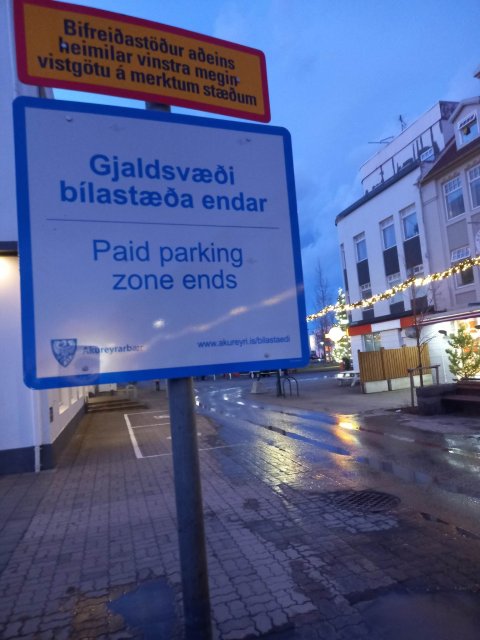 Bifreiðastöður aðeins
heimilar vinstra megin
vistgötu á merktum stæðum
Gjaldsvæði
bílastæða endar
Paid parking
zone ends
Akureyrarbær
www.akureyri.is/bilastaedi